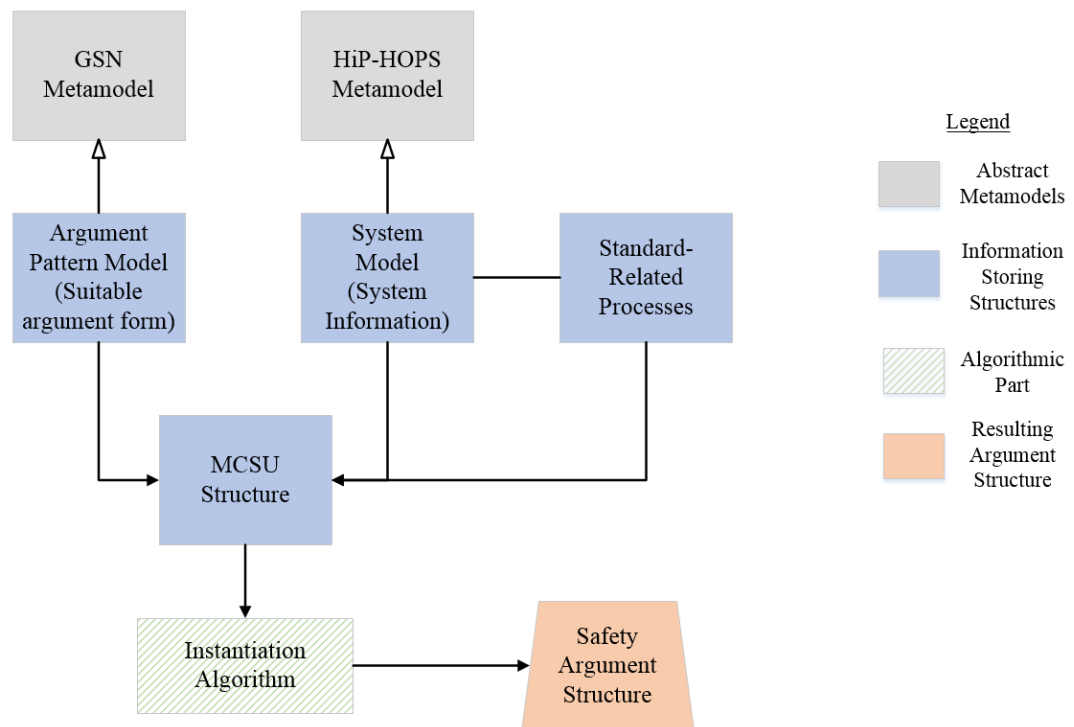 GSN
Metamodel
HiP-HOPS
Metamodel
Argument
Pattern Model
(Suitable
argument form)
System
Model
(System
Information)
Standard-
Related
Processes
MCSU
Structure
Instantiation
Algorithm
Safety
Argument
Structure
Legend
Abstract
Metamodels
Information
Storing
Structures
Algorithmic
Part
Resulting
Argument
Structure